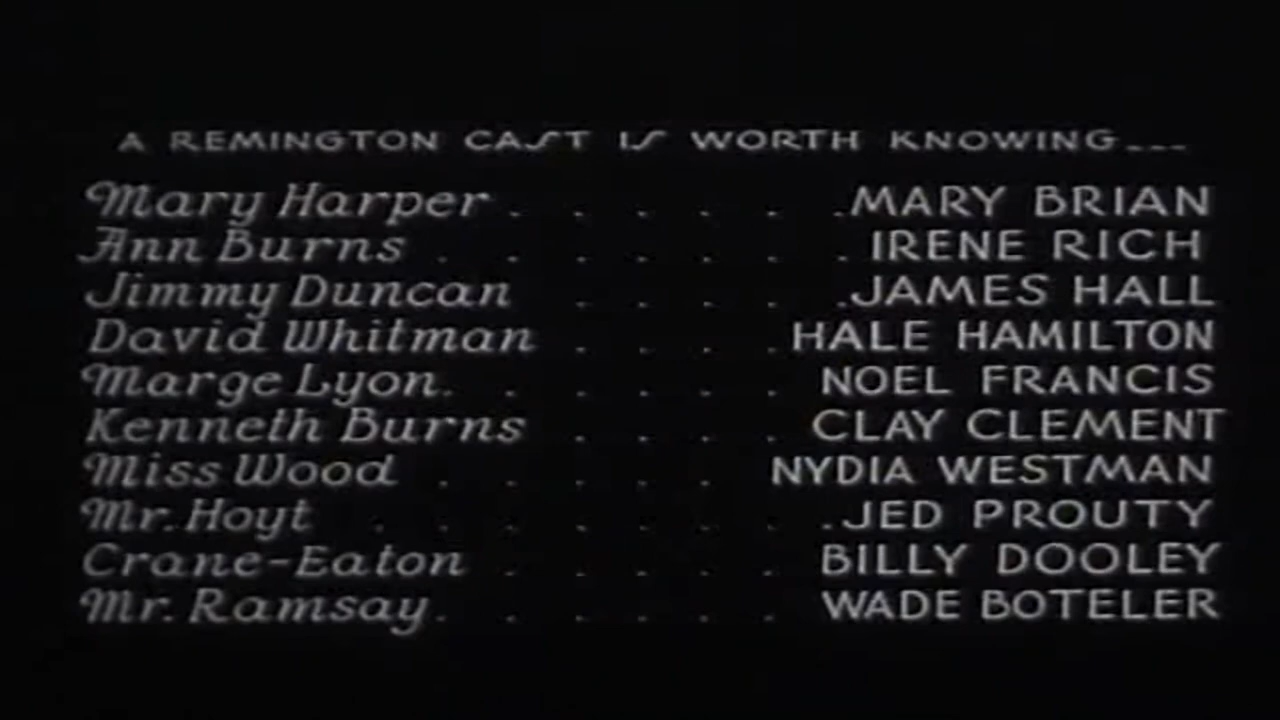 A REMINGTON CAST IS WORTH KNOWING---
Mary Harper . . . . . . MARY BRIAN
Ann Burns . . . . . . . IRENE RICH
Jimmy Duncan . . . . . JAMES HALL
David Whitman . . . . HALE HAMILTON
Marge Lyon. . . . . . NOEL FRANCIS
Kenneth Burns . . . . CLAY CLEMENT
Miss Wood . . . . . NYDIA WESTMAN
Mr. Hoyt . . . . . . . . JED PROUTY
Crane-Eaton . . . . . BILLY DOOLEY
Mr. Ramsay. . . . . . WADE BOTELER